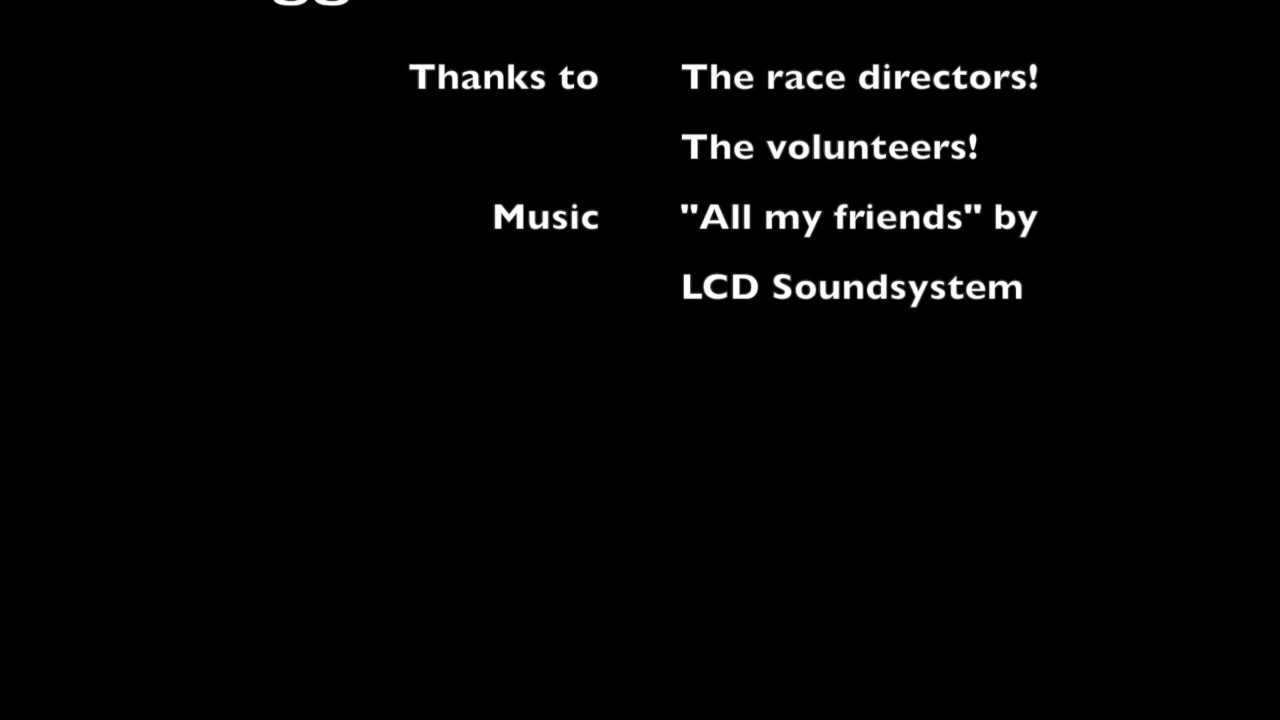 Thanks to The race directors!
The volunteers!
Music "All my friends" by
LCD Soundsystem